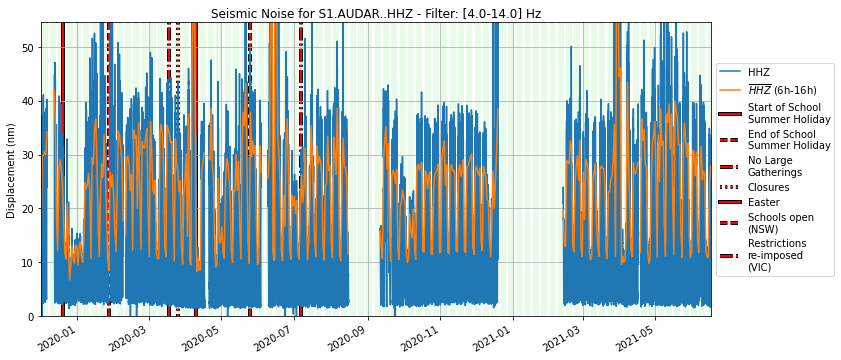 Seismic Noise for S1.AUDAR..HHZ - Filter: [4.0-14.0] Hz
Displacement (nm)
50
40
30
20
10
0
2020-01
2020-03
2020-05
2020-07
2020-09
2020-11
2021-01
2021-03
2021-05
HHZ
HHZ (6h-16h)
Start of School
Summer Holiday
End of School
Summer Holiday
No Large
Gatherings
Closures
Easter
Schools open
(NSW)
Restrictions
re-imposed
(VIC)